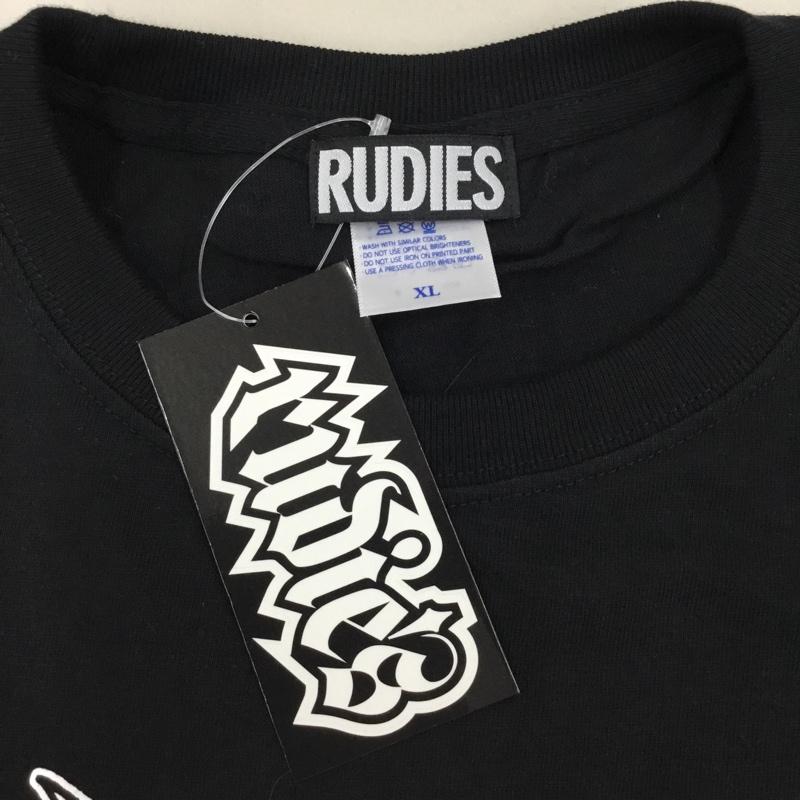 RUDIES
·WASH WITH SIMILAR COLORS
·DO NOT USE OPTICAL BRIGHTENERS
·DO NOT USE IRON ON PRINTED PART
·USE A PRESSING CLOTH WHEN IRONING
XL
RUDIE'S